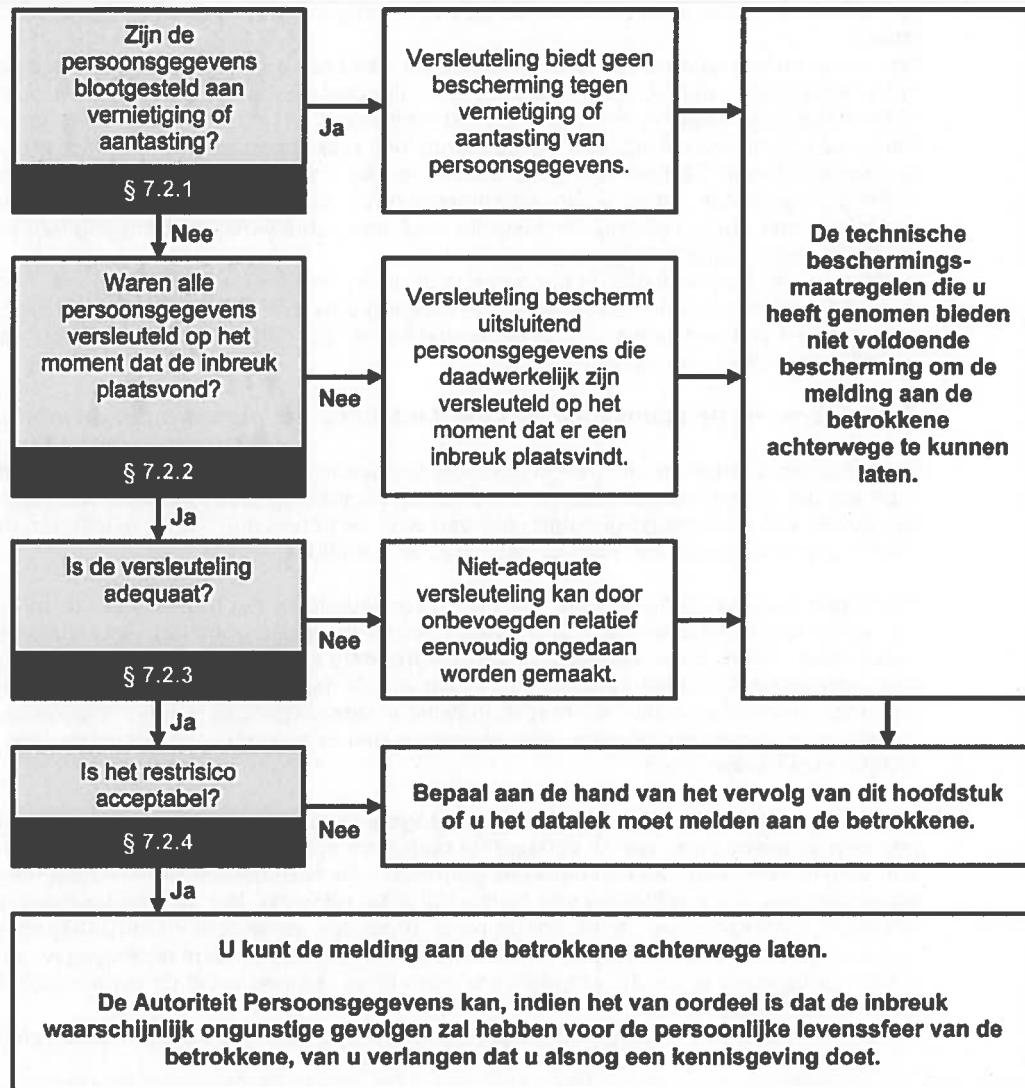 Zijn de
persoonsgegevens
blootgesteld aan
vernietiging of
aantasting?
§ 7.2.1
Ja
Versleuteling biedt geen
bescherming tegen
vernietiging of
aantasting van
persoonsgegevens.
Nee
Waren alle
persoonsgegevens
versleuteld op het
moment dat de inbreuk
plaatsvond?
§ 7.2.2
Nee
Versleuteling beschermt
uitsluitend
persoonsgegevens die
daadwerkelijk zijn
versleuteld op het
moment dat er een
inbreuk plaatsvindt.
De technische
beschermings-
maatregelen die u
heeft genomen bieden
niet voldoende
bescherming om de
melding aan de
betrokkene
achterwege te kunnen
laten.
Ja
Is de versleuteling
adequaat?
§ 7.2.3
Nee
Niet-adequate
versleuteling kan door
onbevoegden relatief
eenvoudig ongedaan
worden gemaakt.
Ja
Is het restrisico
acceptabel?
§ 7.2.4
Nee
Bepaal aan de hand van het vervolg van dit hoofdstuk
of u het datalek moet melden aan de betrokkene.
Ja
U kunt de melding aan de betrokkene achterwege laten.
De Autoriteit Persoonsgegevens kan, indien het van oordeel is dat de inbreuk
waarschijnlijk ongunstige gevolgen zal hebben voor de persoonlijke levenssfeer van de
betrokkene, van u verlangen dat u alsnog een kennisgeving doet.